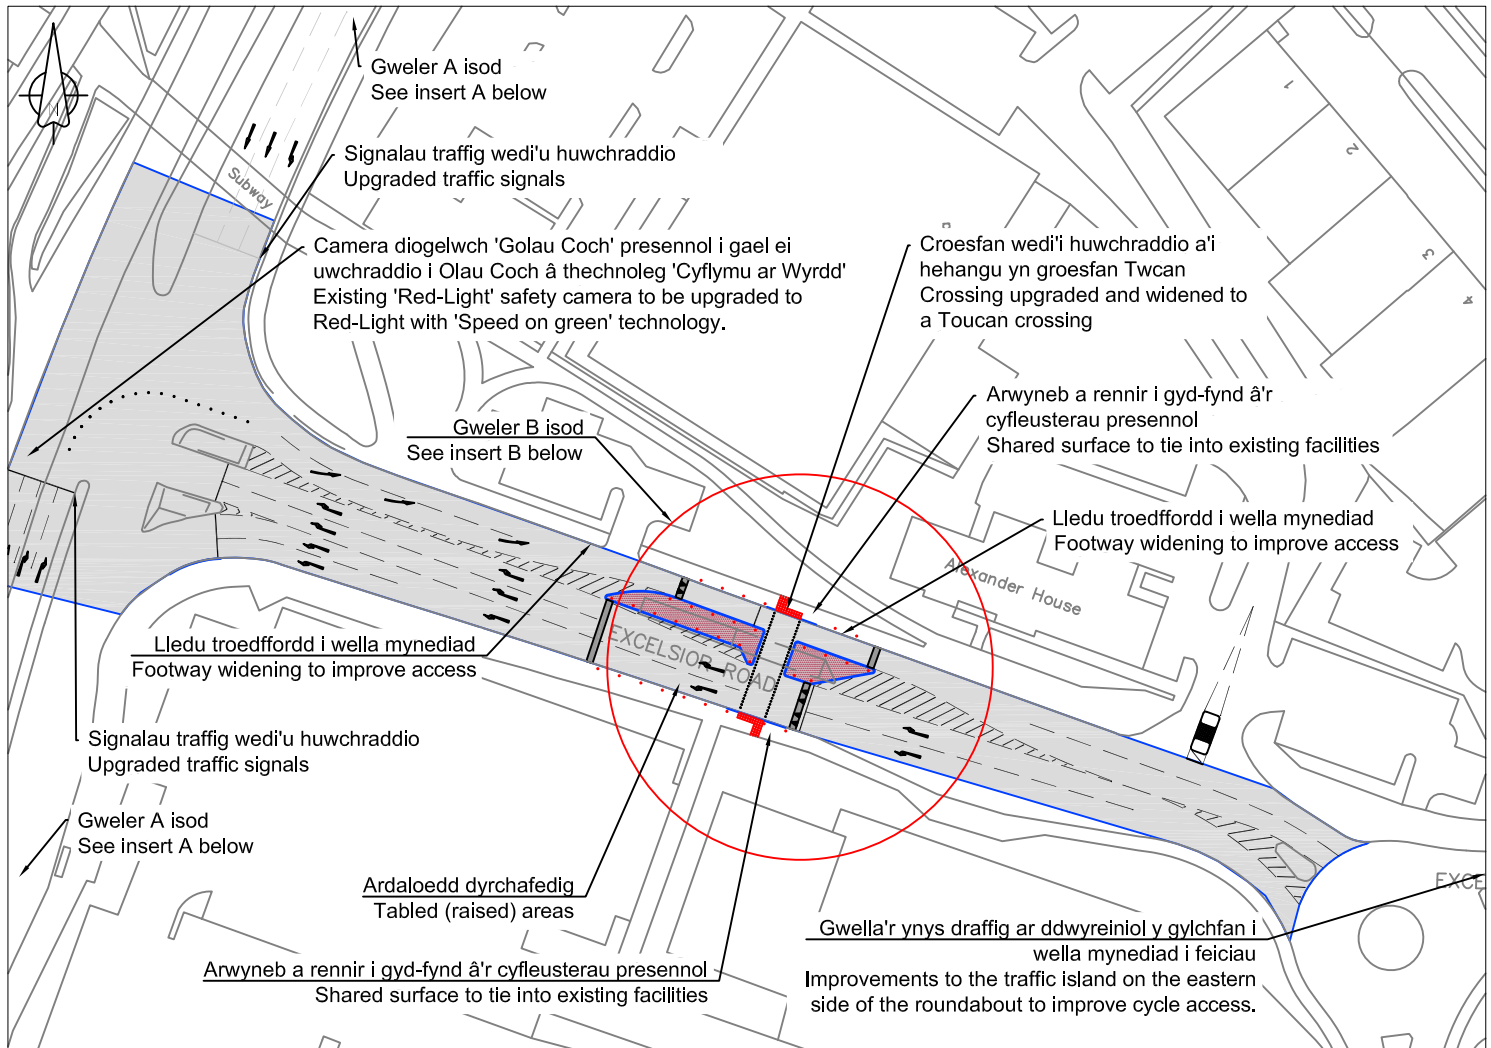 Gweler A isod
See insert A below
Signalau traffig wedi'u huwchraddio
Upgraded traffic signals
Subway
Camera diogelwch 'Golau Coch' presennol i gael ei
uwchraddio i Olau Coch â thechnoleg 'Cyflymu ar Wyrdd'
Existing 'Red-Light' safety camera to be upgraded to
Red-Light with 'Speed on green' technology.
Croesfan wedi'i huwchraddio a'i
hehangu yn groesfan Twcan
Crossing upgraded and widened to
a Toucan crossing
1
2
3
4
Arwyneb a rennir i gyd-fynd â'r
cyfleusterau presennol
Shared surface to tie into existing facilities
Gweler B isod
See insert B below
Lledu troedffordd i wella mynediad
Footway widening to improve access
Alexander House
EXCELSIOR ROAD
Lledu troedffordd i wella mynediad
Footway widening to improve access
Signalau traffig wedi'u huwchraddio
Upgraded traffic signals
Gweler A isod
See insert A below
Ardaloedd dyrchafedig
Tabled (raised) areas
EXCE
Arwyneb a rennir i gyd-fynd â'r cyfleusterau presennol
Shared surface to tie into existing facilities
Gwella'r ynys draffig ar ddwyreiniol y gylchfan i
wella mynediad i feiciau
Improvements to the traffic island on the eastern
side of the roundabout to improve cycle access.